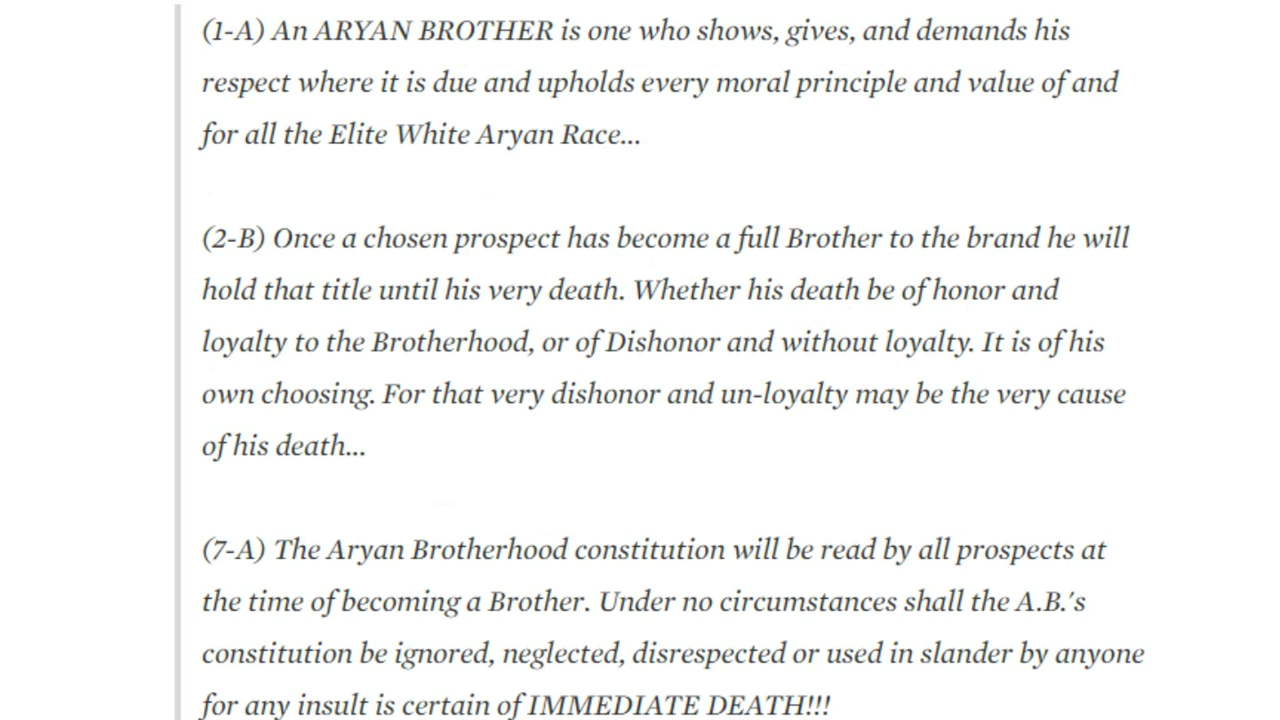 (1-A) An ARYAN BROTHER is one who shows, gives, and demands his
respect where it is due and upholds every moral principle and value of and
for all the Elite White Aryan Race...
(2-B) Once a chosen prospect has become a full Brother to the brand he will
hold that title until his very death. Whether his death be of honor and
loyalty to the Brotherhood, or of Dishonor and without loyalty. It is of his
own choosing. For that very dishonor and un-loyalty may be the very cause
of his death...
(7-A) The Aryan Brotherhood constitution will be read by all prospects at
the time of becoming a Brother. Under no circumstances shall the A.B.'s
constitution be ignored, neglected, disrespected or used in slander by anyone
for any insult is certain of IMMEDIATE DEATH!!!